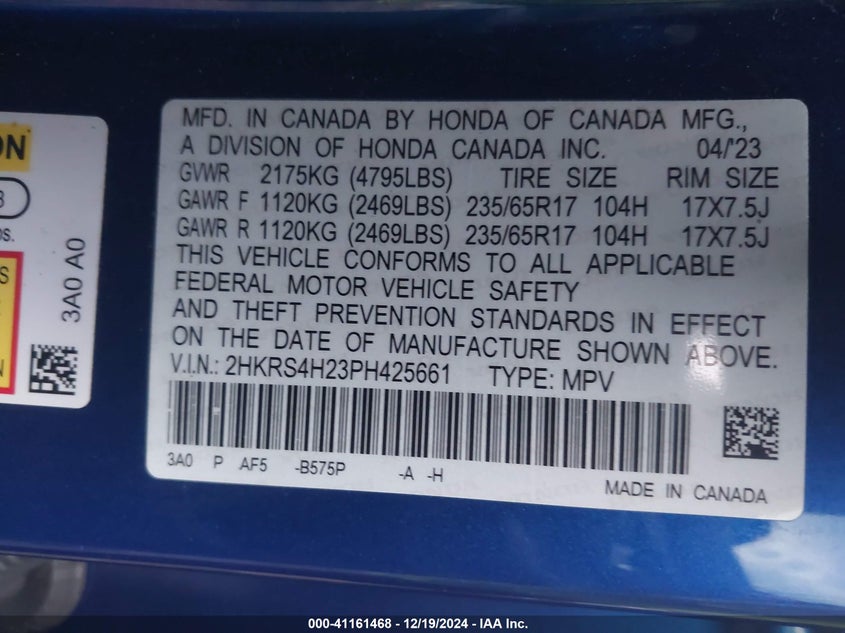 ON
3
OS.
S
N
3A0 A0
MFD. IN CANADA BY HONDA OF CANADA MFG.,
A DIVISION OF HONDA CANADA INC. 04/'23
GVWR 2175KG (4795LBS) TIRE SIZE RIM SIZE
GAWR F 1120KG (2469LBS) 235/65R17 104H 17X7.5J
GAWR R 1120KG (2469LBS) 235/65R17 104H 17X7.5J
THIS VEHICLE CONFORMS TO ALL APPLICABLE
FEDERAL MOTOR VEHICLE SAFETY
AND THEFT PREVENTION STANDARDS IN EFFECT
ON THE DATE OF MANUFACTURE SHOWN ABOVE.
V.I.N.: 2HKRS4H23PH425661 TYPE: MPV
3A0 P AF5 -B575P -A -H
MADE IN CANADA
000-41161468 - 12/19/2024 - IAA Inc.